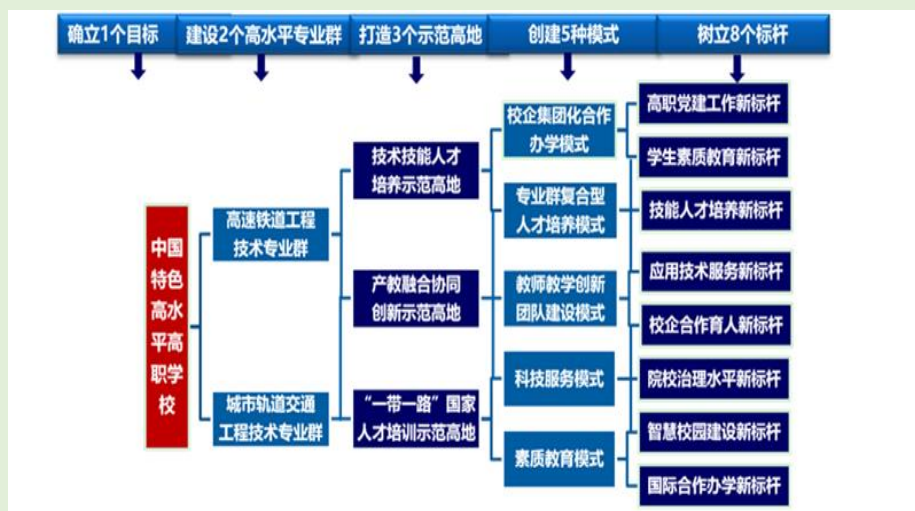 确立1个目标
建设2个高水平专业群
打造3个示范高地
创建5种模式
树立8个标杆
中国
特色
高水
平高
职学
校
高速铁道工程
技术专业群
城市轨道交通
工程技术专业群
技术技能人才
培养示范高地
产教融合协同
创新示范高地
“一带一路”国家
人才培训示范高地
校企集团化合作
办学模式
专业群复合型
人才培养模式
教师教学创新
团队建设模式
科技服务模式
素质教育模式
高职党建工作新标杆
学生素质教育新标杆
技能人才培养新标杆
应用技术服务新标杆
校企合作育人新标杆
院校治理水平新标杆
智慧校园建设新标杆
国际合作办学新标杆